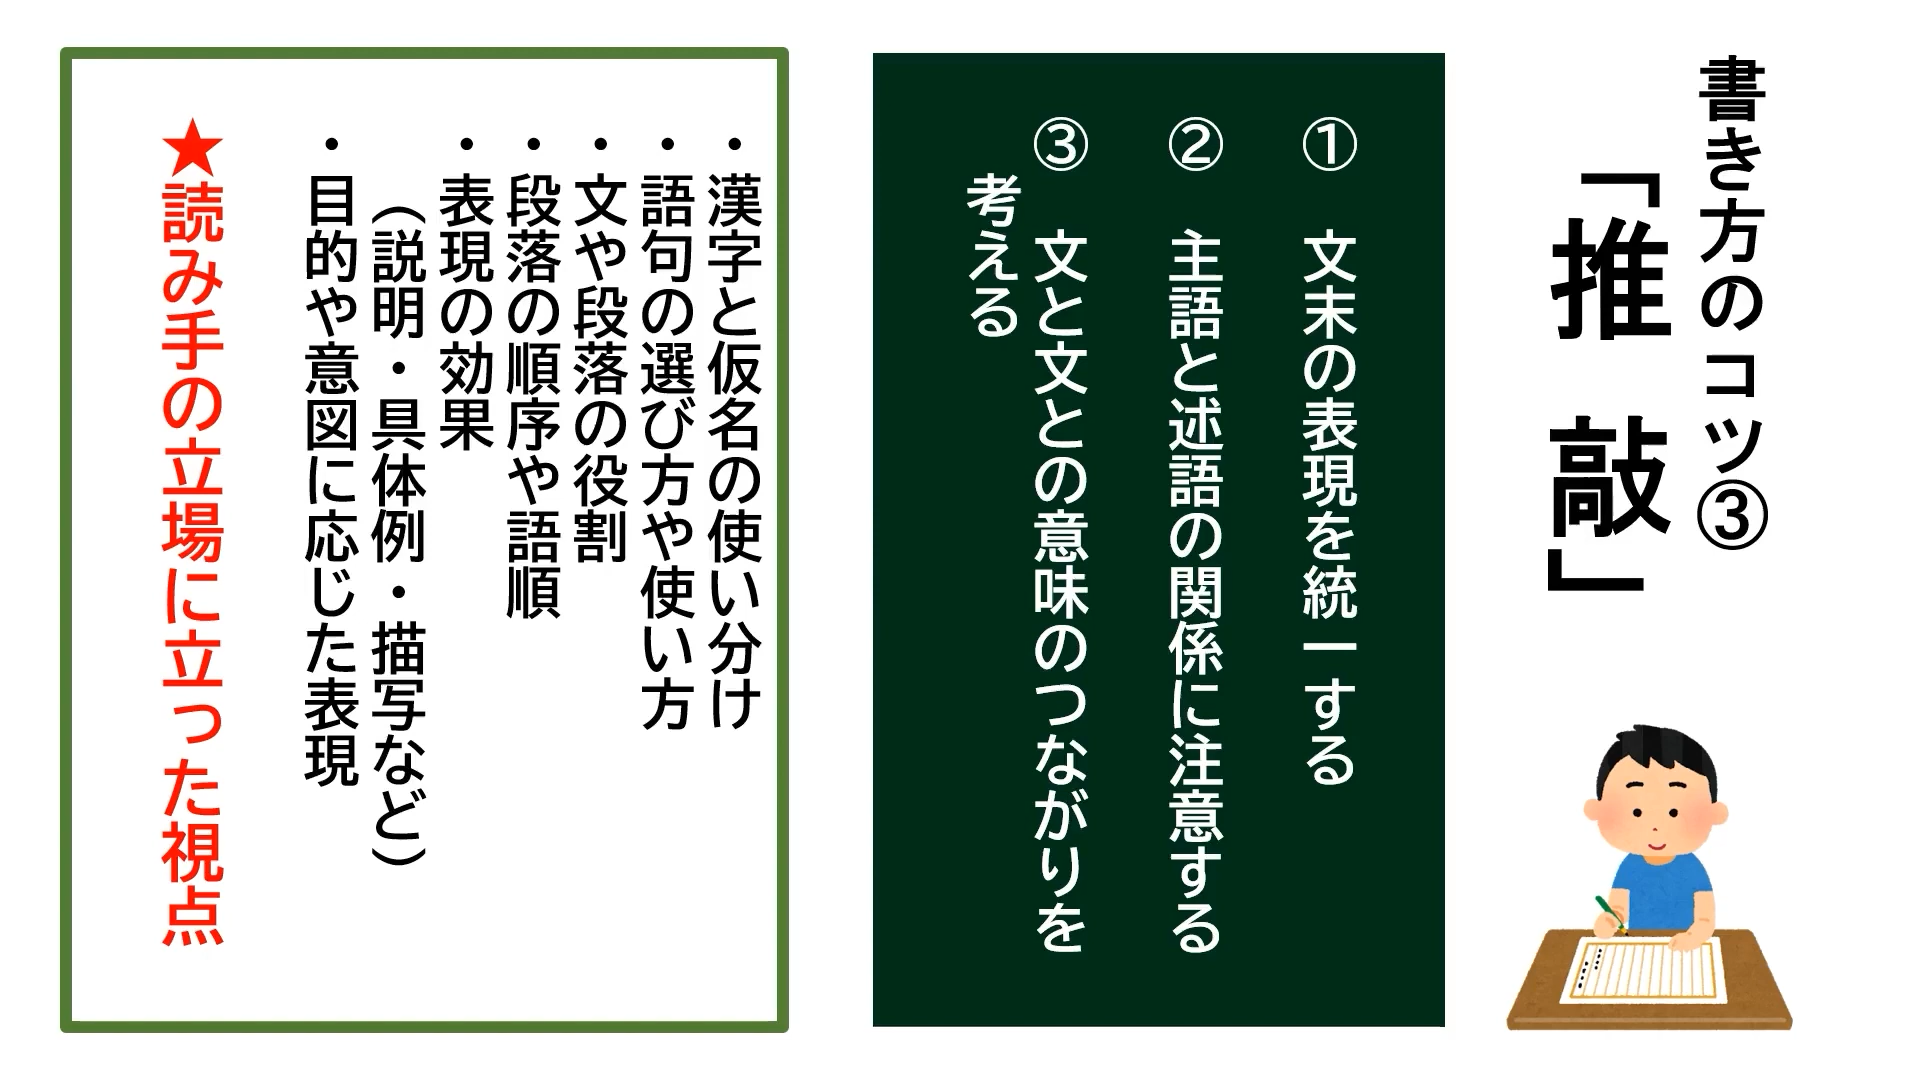 書き方のコツ③
「推 敲」
① 文末の表現を統一する
② 主語と述語の関係に注意する
③ 文と文との意味のつながりを
考える
・漢字と仮名の使い分け
・語句の選び方や使い方
・文や段落の役割
・段落の順序や語順
・表現の効果
（説明・具体例・描写など）
・目的や意図に応じた表現
★読み手の立場に立った視点